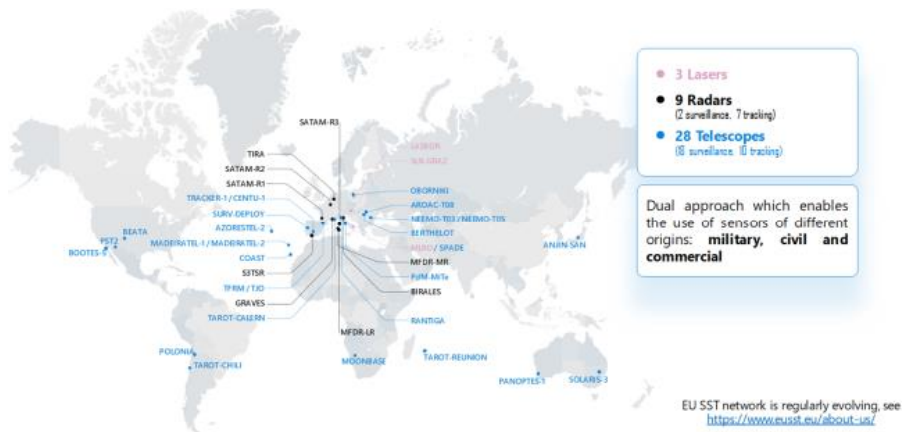 SATAM-R3
TIRA
SATAM-R2
SATAM-R1
TRACKER-1 / CENTU-1
SURV-DEPLOY
AZORESTEL-2
MADEIRATEL-1 / MADEIRATEL-2
COAST
S3TSR
TFRM / TJO
GRAVES
TAROT-CALERN
BEATA
PST2
BOOTES-5
POLONIA
TAROT-CHILI
OBORNIKI
AROAC-T08
NEEMO-T03 / NEEMO-T05
BERTHELOT
/ SPADE
MFDR-MR
PdM-MiTe
BIRALES
RANTIGA
MFDR-LR
MOONBASE
TAROT-REUNION
ANJIN-SAN
PANOPTES-1
SOLARIS-3
3 Lasers
9 Radars
(2 surveillance, 7 tracking)
28 Telescopes
(18 surveillance, 10 tracking)
Dual approach which enables
the use of sensors of different
origins: military, civil and
commercial
EU SST network is regularly evolving, see
https://www.eusst.eu/about-us/